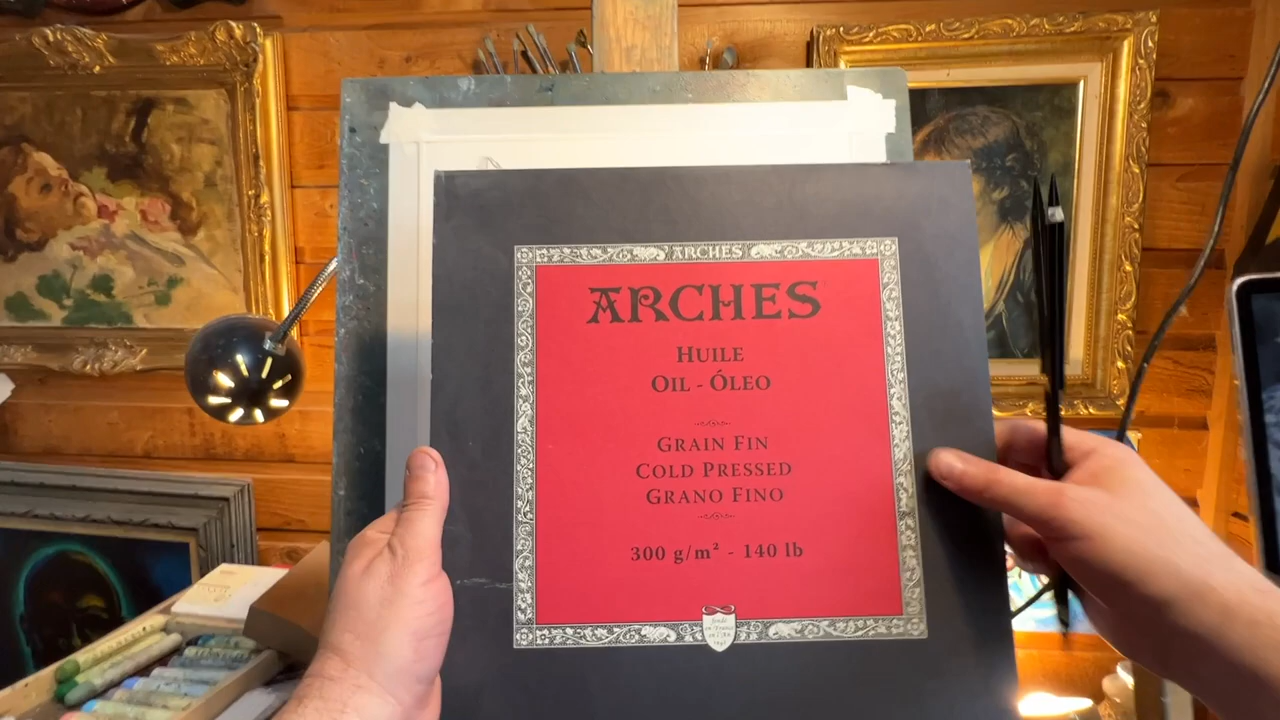 ARCHES
ARCHES
HUILE
OIL - ÓLEO
GRAIN FIN
COLD PRESSED
GRANO FINO
300 g/m² - 140 lb